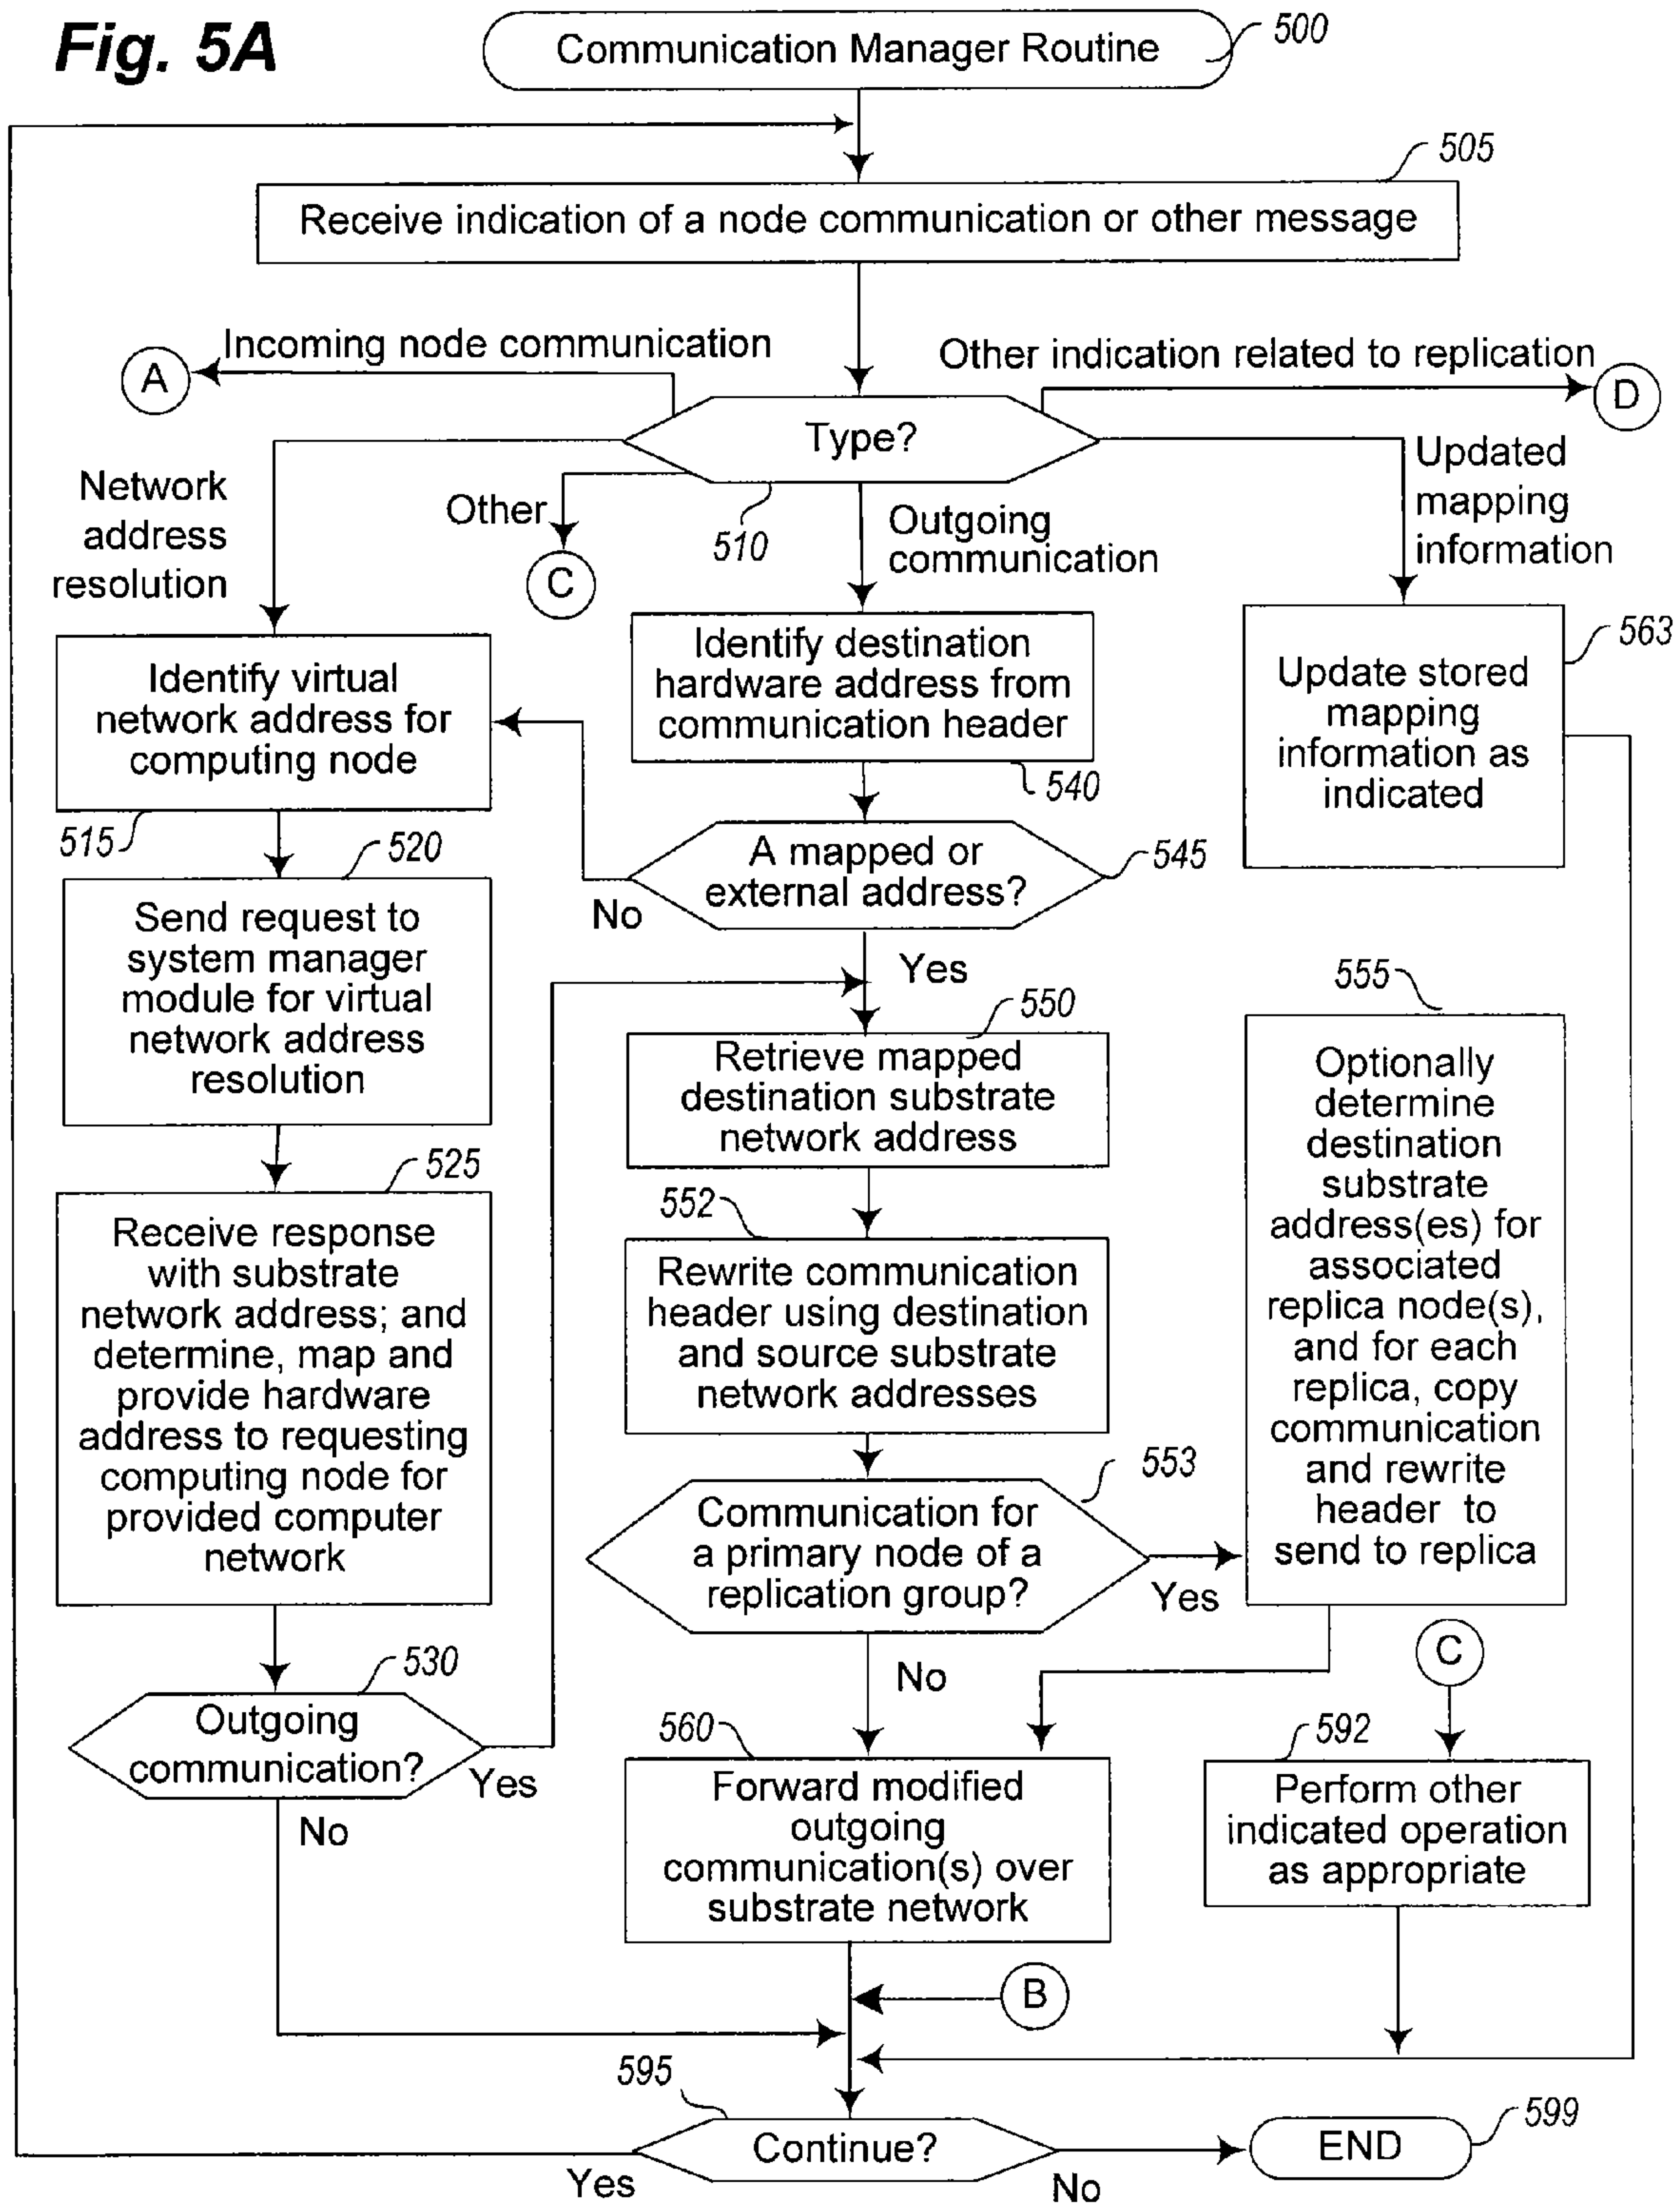 Fig. 5A
Communication Manager Routine
500
505
Receive indication of a node communication or other message
Incoming node communication
A
Other indication related to replication
D
Type?
510
Network
address
resolution
Other
C
Outgoing
communication
Updated
mapping
information
Identify virtual
network address for
computing node
515
Identify destination
hardware address from
communication header
540
563
Update stored
mapping
information as
indicated
520
Send request to
system manager
module for virtual
network address
resolution
A mapped or
external address?
545
No
Yes
550
Retrieve mapped
destination substrate
network address
555
Optionally
determine
destination
substrate
address(es) for
associated
replica node(s),
and for each
replica, copy
communication
and rewrite
header to
send to replica
525
Receive response
with substrate
network address; and
determine, map and
provide hardware
address to requesting
computing node for
provided computer
network
552
Rewrite communication
header using destination
and source substrate
network addresses
553
Communication for
a primary node of a
replication group?
Yes
No
530
Outgoing
communication?
Yes
No
560
Forward modified
outgoing
communication(s) over
substrate network
C
592
Perform other
indicated operation
as appropriate
B
595
Continue?
Yes
No
END
599